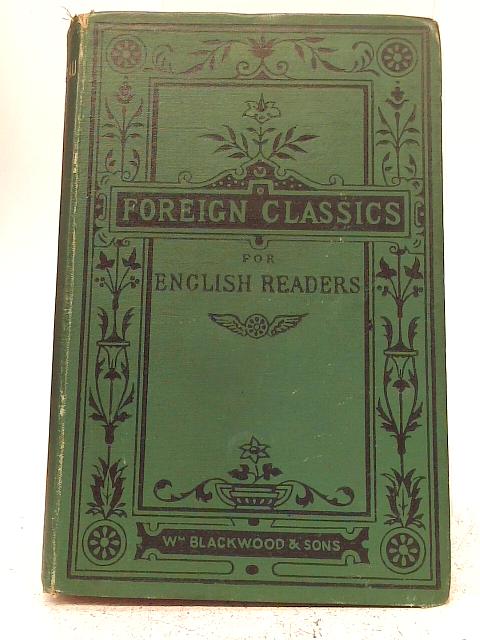 FOREIGN CLASSICS
FOR
ENGLISH READERS
Wm BLACKWOOD & SONS